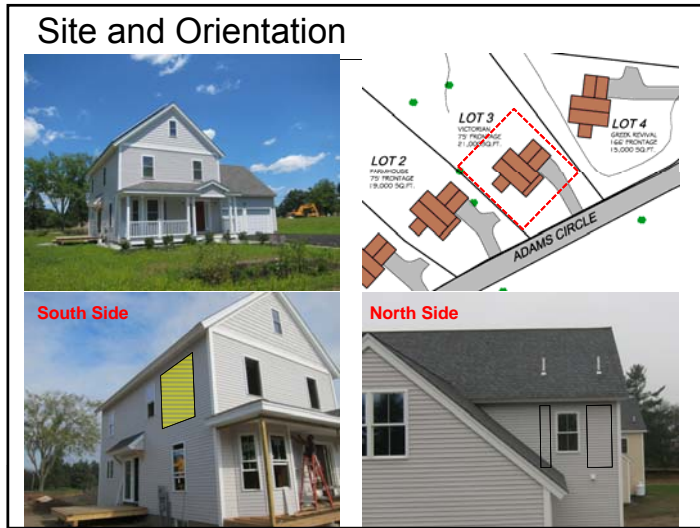 Site and Orientation
LOT 3
VICTORIAN
75' FRONTAGE
21,000 SQ.FT.
LOT 4
GREEK REVIVAL
166' FRONTAGE
15,000 SQ.FT.
LOT 2
FARMHOUSE
75' FRONTAGE
19,000 SQ.FT.
ADAMS CIRCLE
South Side
North Side